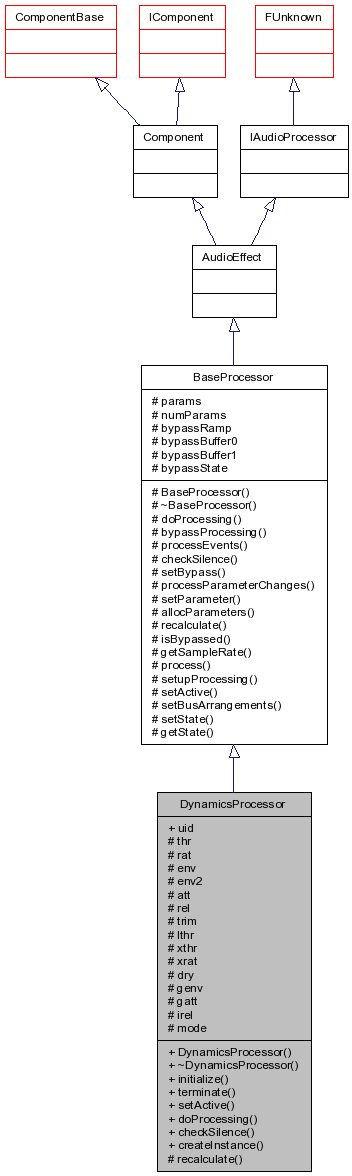 ComponentBase
IComponent
FUnknown
Component
IAudioProcessor
AudioEffect
BaseProcessor
# params
# numParams
# bypassRamp
# bypassBuffer0
# bypassBuffer1
# bypassState
# BaseProcessor()
# ~BaseProcessor()
# doProcessing()
# bypassProcessing()
# processEvents()
# checkSilence()
# setBypass()
# processParameterChanges()
# setParameter()
# allocParameters()
# recalculate()
# isBypassed()
# getSampleRate()
# process()
# setupProcessing()
# setActive()
# setBusArrangements()
# setState()
# getState()
DynamicsProcessor
+ uid
# thr
# rat
# env
# env2
# att
# rel
# trim
# lthr
# xthr
# xrat
# dry
# genv
# gatt
# irel
# mode
+ DynamicsProcessor()
+ ~DynamicsProcessor()
+ initialize()
+ terminate()
+ setActive()
+ doProcessing()
+ checkSilence()
+ createInstance()
# recalculate()